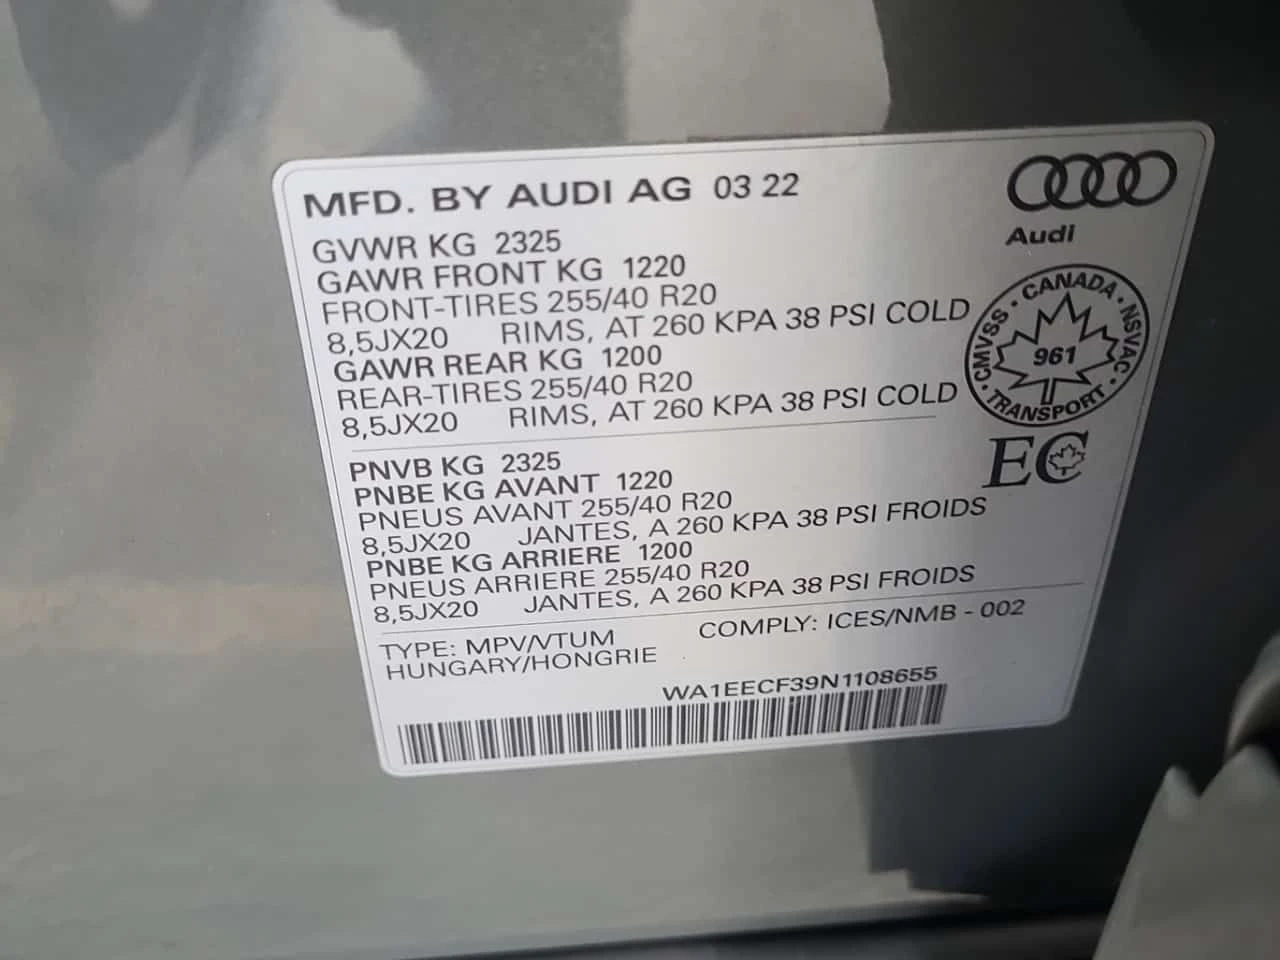 MFD. BY AUDI AG 03 22
Audi
GVWR KG 2325
GAWR FRONT KG 1220
FRONT-TIRES 255/40 R20
8,5JX20 RIMS, AT 260 KPA 38 PSI COLD
GAWR REAR KG 1200
REAR-TIRES 255/40 R20
8,5JX20 RIMS, AT 260 KPA 38 PSI COLD
CMVSS · CANADA · NSVAC · TRANSPORT ·
961
EC
PNVB KG 2325
PNBE KG AVANT 1220
PNEUS AVANT 255/40 R20
8,5JX20 JANTES, A 260 KPA 38 PSI FROIDS
PNBE KG ARRIERE 1200
PNEUS ARRIERE 255/40 R20
8,5JX20 JANTES, A 260 KPA 38 PSI FROIDS
TYPE: MPV/VTUM COMPLY: ICES/NMB - 002
HUNGARY/HONGRIE
WA1EECF39N1108655